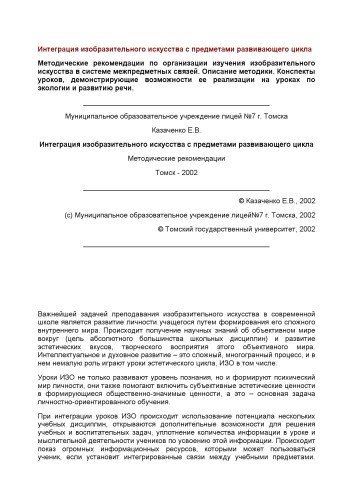 Интеграция изобразительного искусства с предметами развивающего цикла
Методические рекомендации по организации изучения изобразительного
искусства в системе межпредметных связей. Описание методики. Конспекты
уроков, демонстрирующие возможности ее реализации на уроках по
экологии и развитию речи.
Муниципальное образовательное учреждение лицей №7 г. Томска
Казаченко Е.В.
Интеграция изобразительного искусства с предметами развивающего цикла
Методические рекомендации
Томск - 2002
© Казаченко Е.В., 2002
(c) Муниципальное образовательное учреждение лицей№7 г. Томска, 2002
© Томский государственный университет, 2002
Важнейшей задачей преподавания изобразительного искусства в современной
школе является развитие личности учащегося путем формирования его сложного
внутреннего мира. Происходит получение научных знаний об объективном мире
вокруг (цель абсолютного большинства школьных дисциплин) и развитие
эстетических вкусов, творческого восприятия этого объективного мира.
Интеллектуальное и духовное развитие – это сложный, многогранный процесс, и в
нем немалую роль играют уроки эстетического цикла, ИЗО в том числе.
Уроки ИЗО не только развивают уровень познания, но и формируют психический
мир личности, они также помогают включить субъективные эстетические ценности
в формирующиеся общественно-значимые ценности, а это – основная задача
личностно-ориентированного обучения.
При интеграции уроков ИЗО происходит использование потенциала нескольких
учебных дисциплин, открываются дополнительные возможности для решения
учебных и воспитательных задач, уплотнение количества информации в уроке и
мыслительной деятельности учеников по усвоению этой информации. Происходит
показ огромных информационных ресурсов, которыми может пользоваться
ученик, если установит интегрированные связи между учебными предметами.